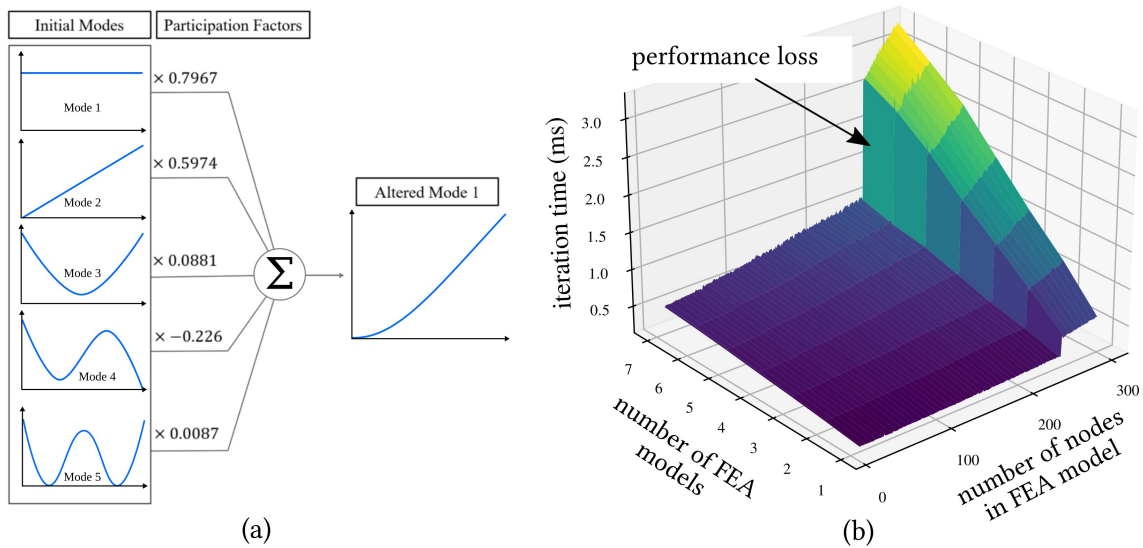 Initial Modes
Participation Factors
Mode 1
× 0.7967
Mode 2
× 0.5974
Mode 3
× 0.0881
Mode 4
× −0.226
Mode 5
× 0.0087
Σ
Altered Mode 1
(a)
performance loss
iteration time (ms)
3.0
2.5
2.0
1.5
1.0
0.5
7
6
5
4
3
2
1
number of FEA
models
0
100
200
300
number of nodes
in FEA model
(b)